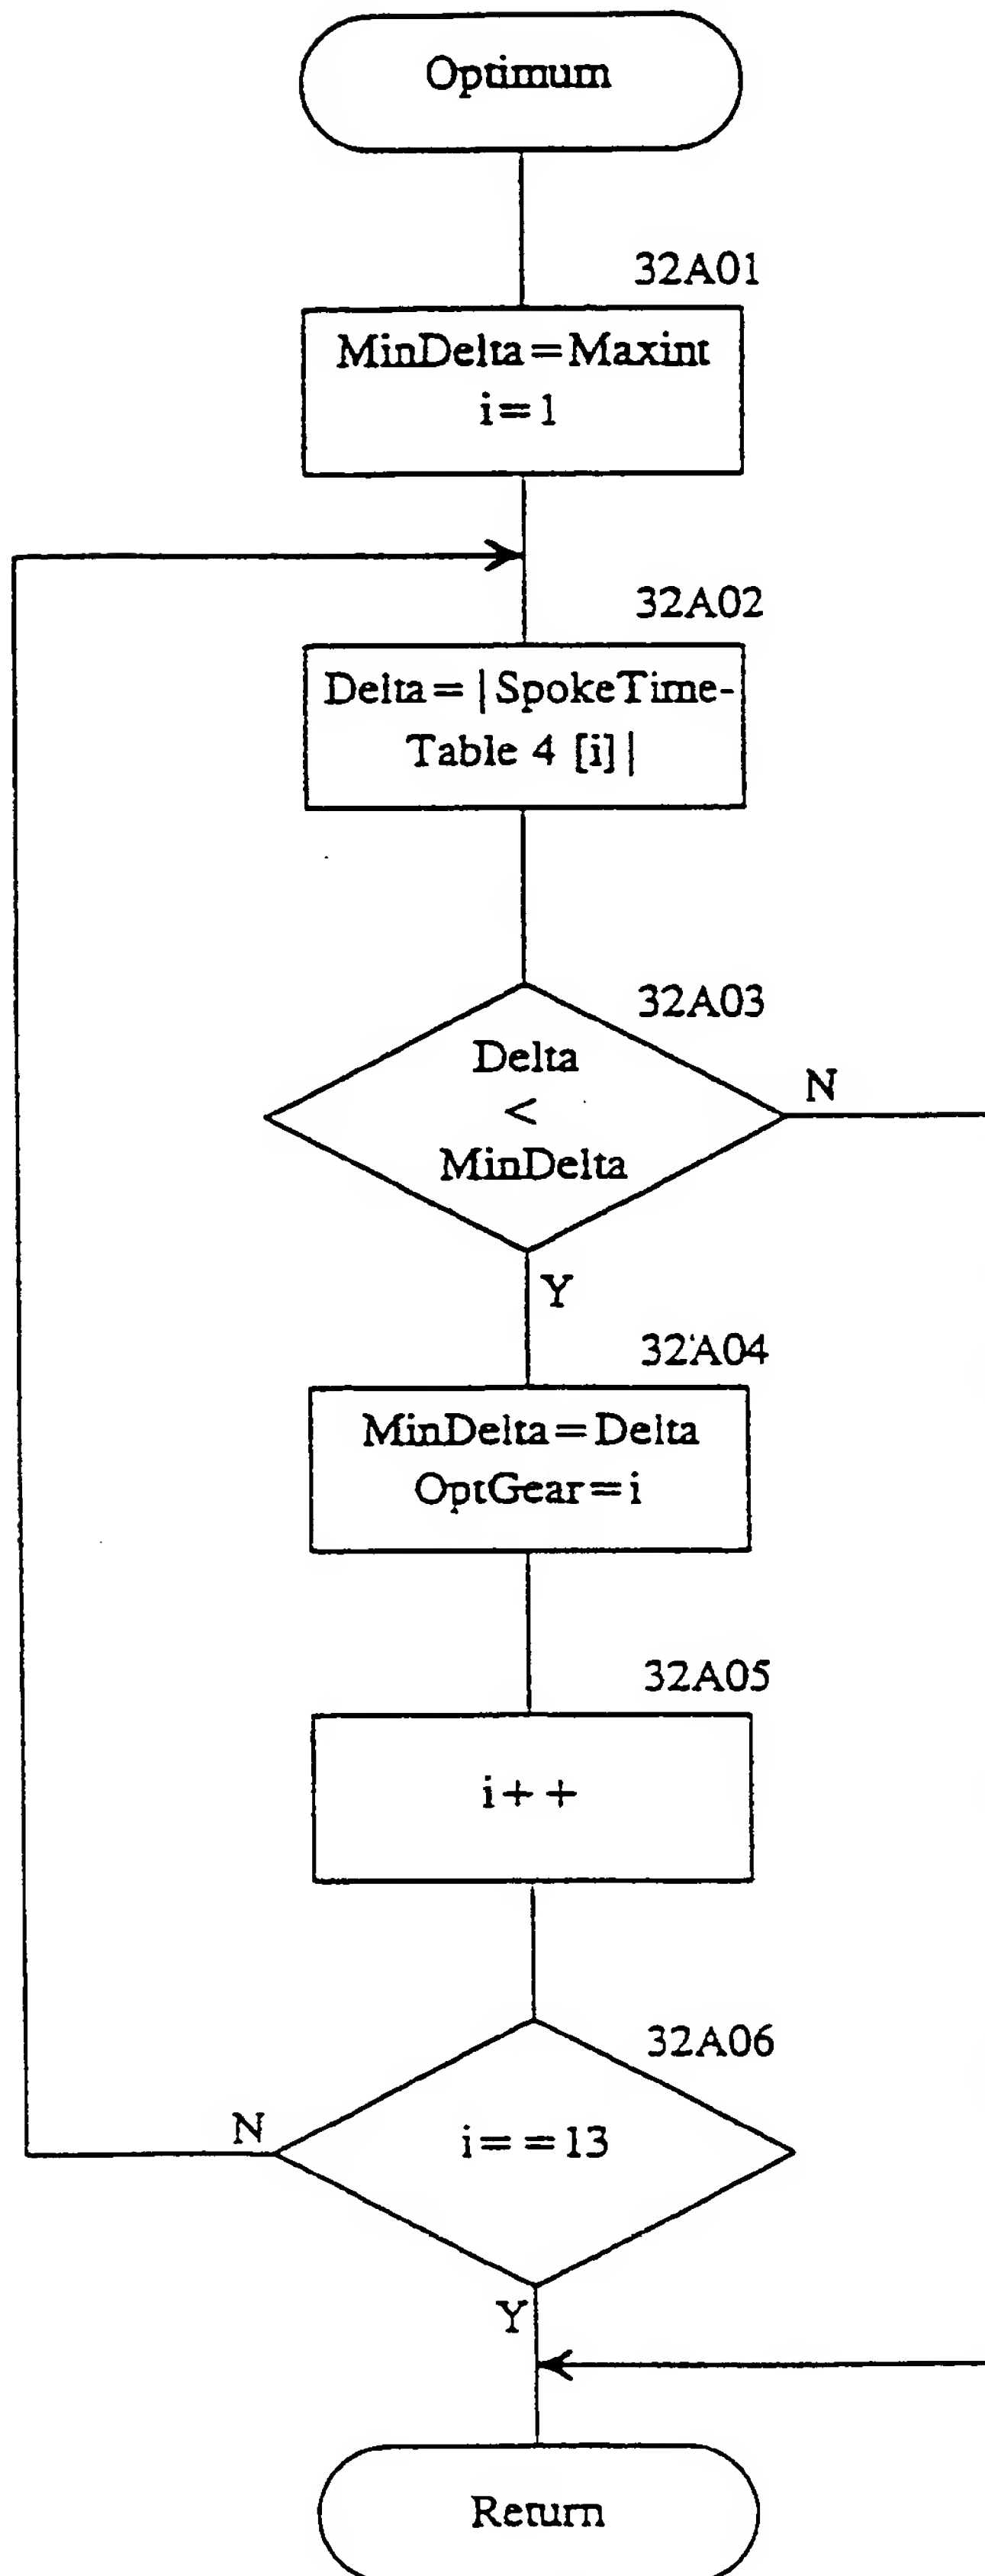 Optimum
32A01
MinDelta=Maxint
i=1
32A02
Delta=|SpokeTime-
Table 4 [i]|
32A03
Delta
<
MinDelta
N
Y
32A04
MinDelta=Delta
OptGear=i
32A05
i++
32A06
N
i==13
Y
Return